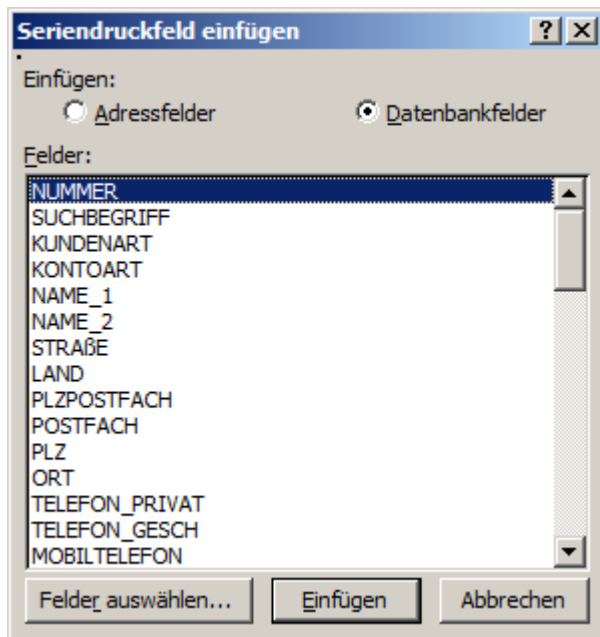 Seriendruckfeld einfügen
Einfügen:
Adressfelder Datenbankfelder
Felder:
NUMMER
SUCHBEGRIFF
KUNDENART
KONTOART
NAME_1
NAME_2
STRAßE
LAND
PLZPOSTFACH
POSTFACH
PLZ
ORT
TELEFON_PRIVAT
TELEFON_GESCH
MOBILTELEFON
Felder auswählen... Einfügen Abbrechen